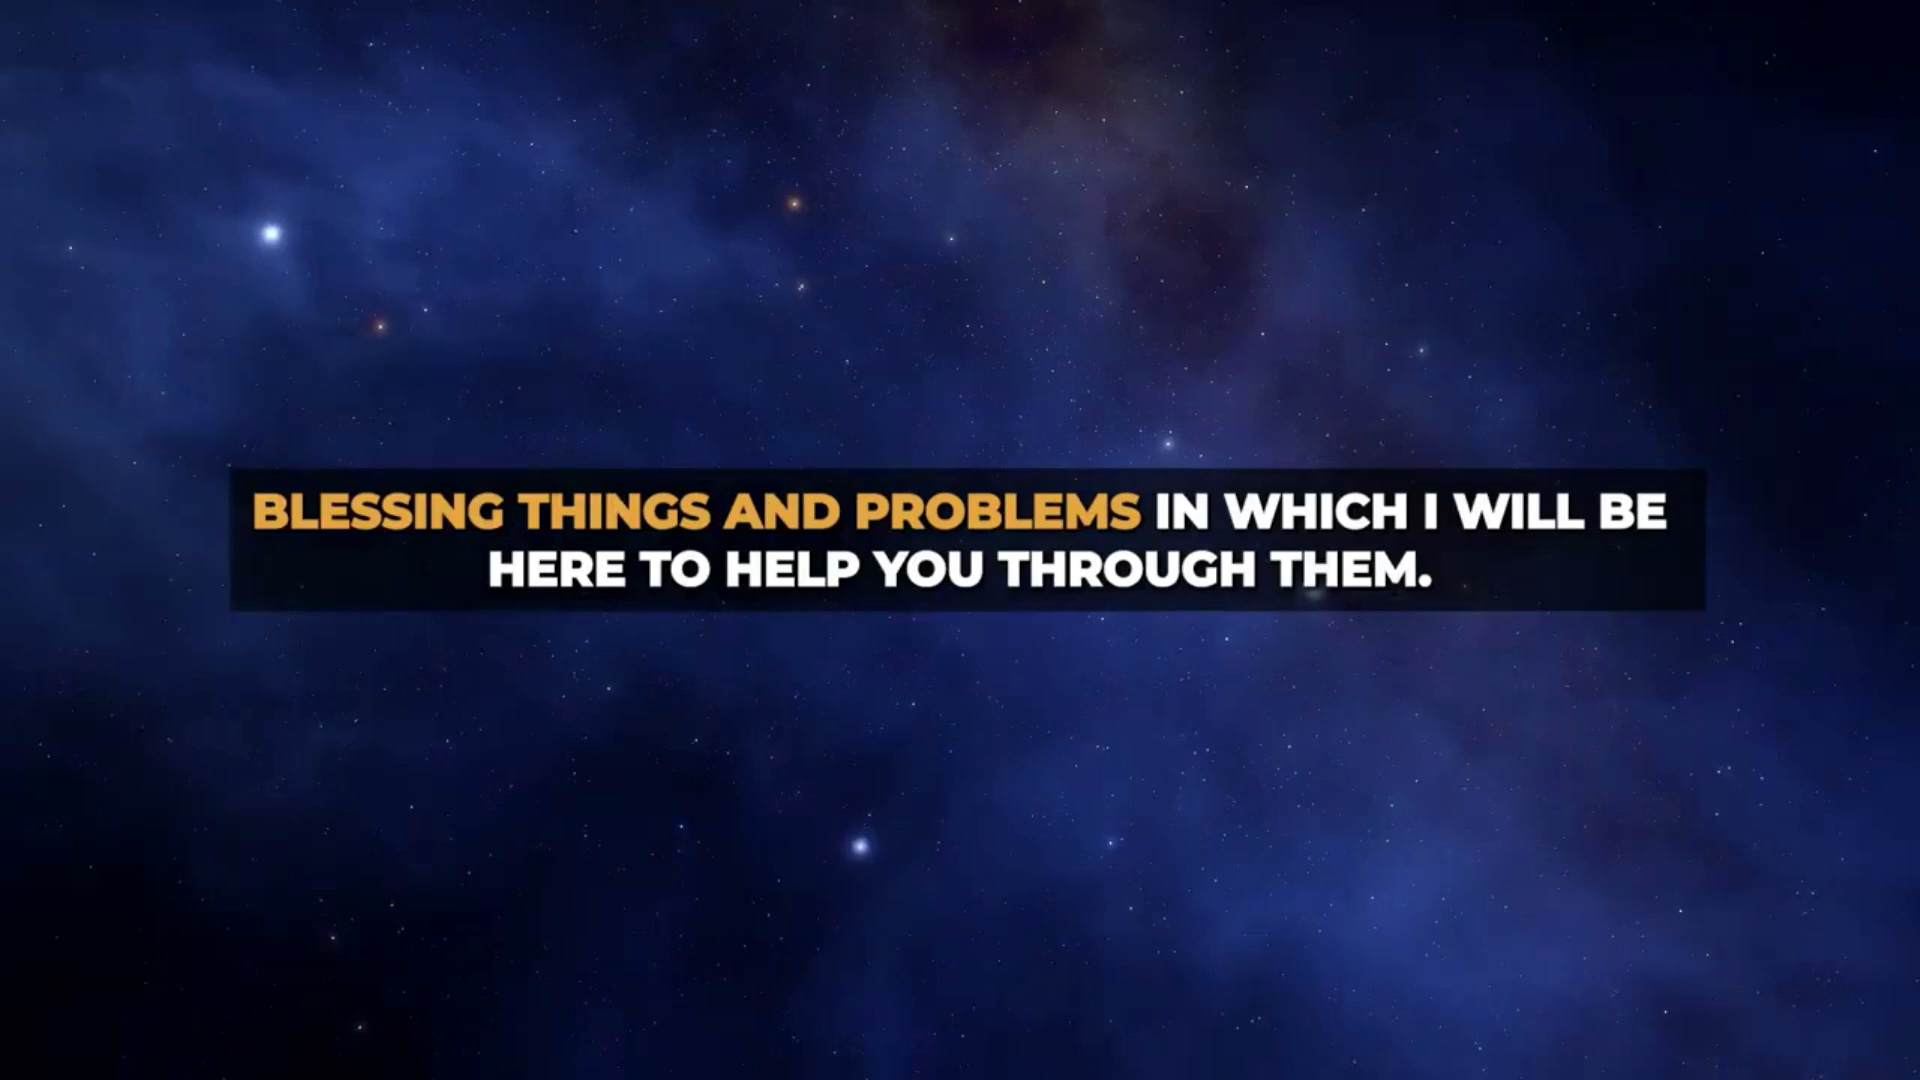 BLESSING THINGS AND PROBLEMS IN WHICH I WILL BE
HERE TO HELP YOU THROUGH THEM.